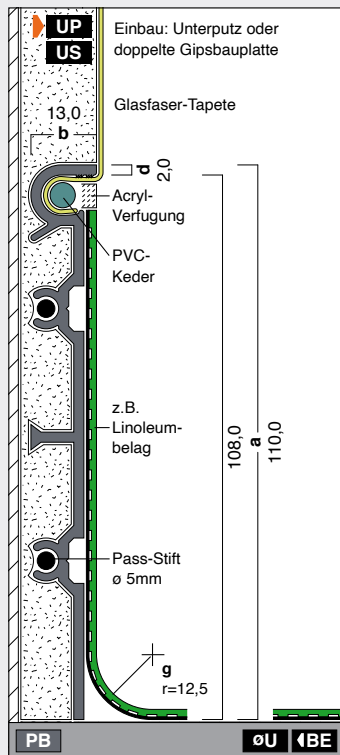 UP
US
Einbau: Unterputz oder
doppelte Gipsbauplatte
Glasfaser-Tapete
13,0
b
d
2,0
Acryl-
Verfugung
PVC-
Keder
z.B.
Linoleum-
belag
108,0
a
110,0
Pass-Stift
ø 5mm
g
r=12,5
PB
øU
BE